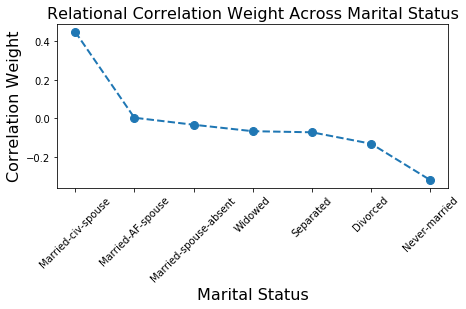 Relational Correlation Weight Across Marital Status
Correlation Weight
0.4
0.2
0.0
−0.2
Married-civ-spouse
Married-AF-spouse
Married-spouse-absent
Widowed
Separated
Divorced
Never-married
Marital Status